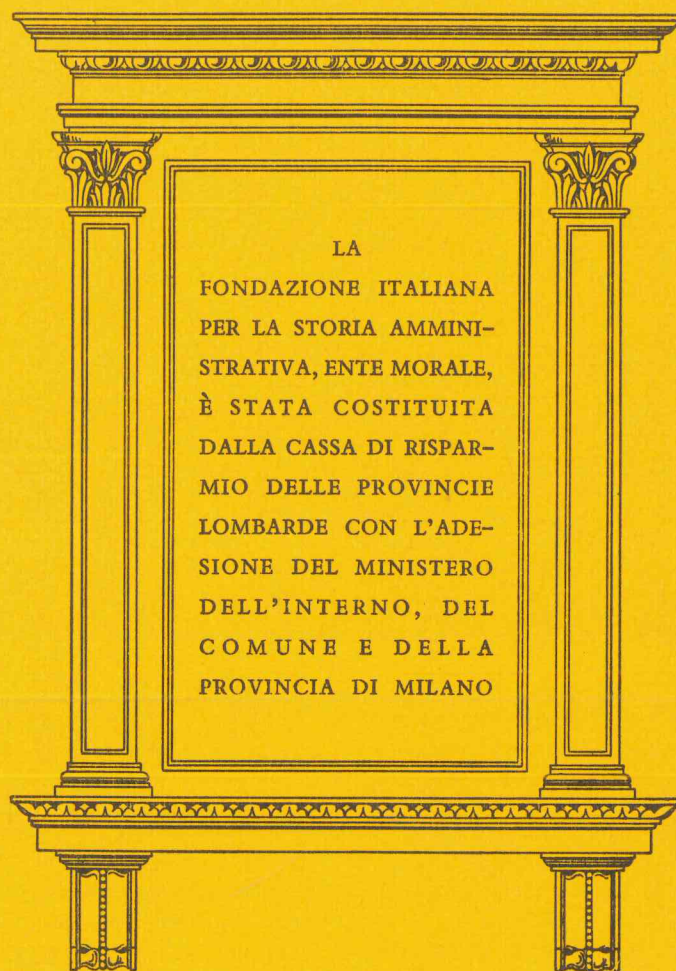 LA
FONDAZIONE ITALIANA
PER LA STORIA AMMINI-
STRATIVA, ENTE MORALE,
È STATA COSTITUITA
DALLA CASSA DI RISPAR-
MIO DELLE PROVINCIE
LOMBARDE CON L'ADE-
SIONE DEL MINISTERO
DELL'INTERNO, DEL
COMUNE E DELLA
PROVINCIA DI MILANO